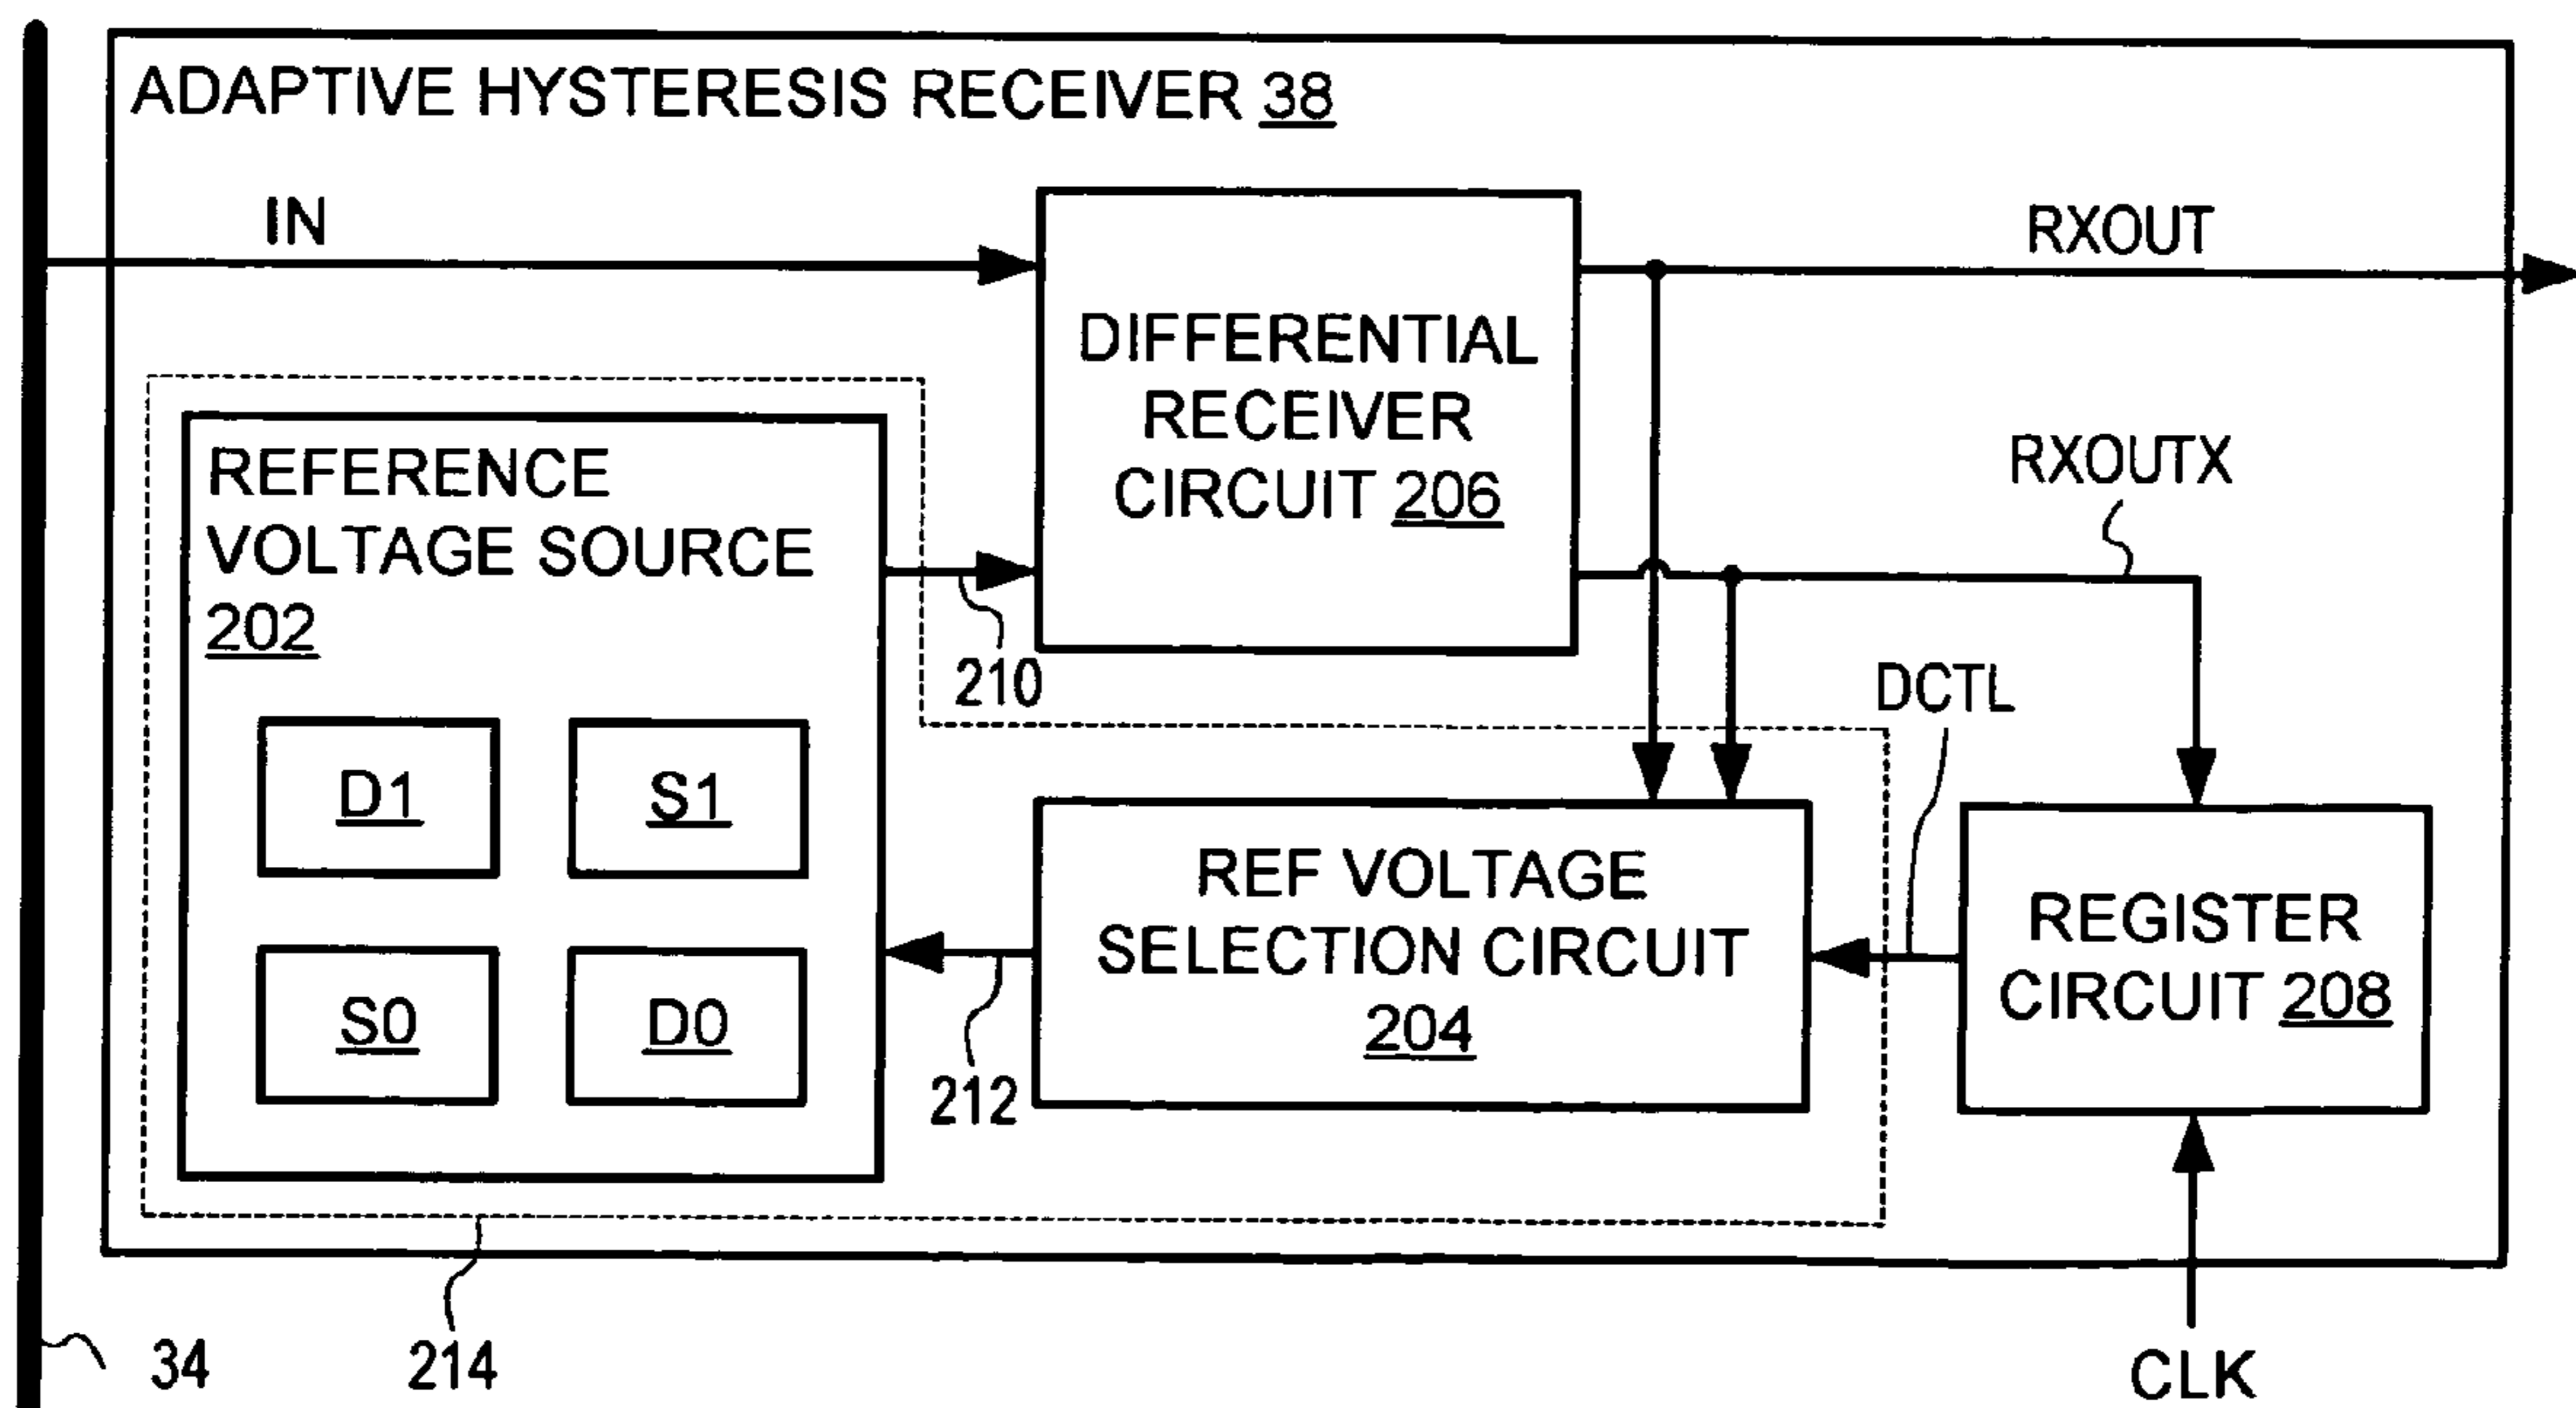 ADAPTIVE HYSTERESIS RECEIVER 38
IN
RXOUT
DIFFERENTIAL
RECEIVER
CIRCUIT 206
RXOUTX
REFERENCE
VOLTAGE SOURCE
202
210
DCTL
D1
S1
S0
D0
REF VOLTAGE
SELECTION CIRCUIT
204
212
REGISTER
CIRCUIT 208
34
214
CLK